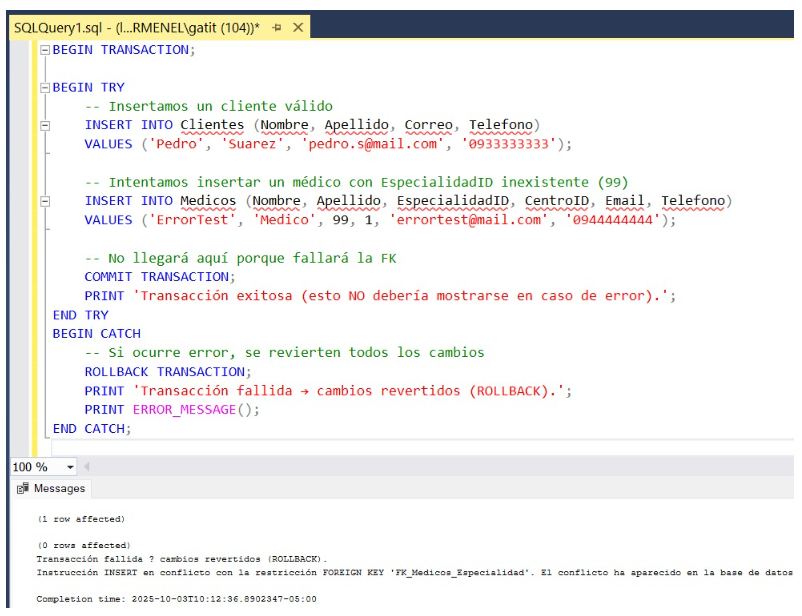 SQLQuery1.sql - (l...RMENEL\gatit (104))*
BEGIN TRANSACTION;
BEGIN TRY
-- Insertamos un cliente válido
INSERT INTO Clientes (Nombre, Apellido, Correo, Telefono)
VALUES ('Pedro', 'Suarez', 'pedro.s@mail.com', '0933333333');
-- Intentamos insertar un médico con EspecialidadID inexistente (99)
INSERT INTO Medicos (Nombre, Apellido, EspecialidadID, CentroID, Email, Telefono)
VALUES ('ErrorTest', 'Medico', 99, 1, 'errortest@mail.com', '0944444444');
-- No llegará aquí porque fallará la FK
COMMIT TRANSACTION;
PRINT 'Transacción exitosa (esto NO debería mostrarse en caso de error).';
END TRY
BEGIN CATCH
-- Si ocurre error, se revierten todos los cambios
ROLLBACK TRANSACTION;
PRINT 'Transacción fallida → cambios revertidos (ROLLBACK).';
PRINT ERROR_MESSAGE();
END CATCH;
100 %
Messages
(1 row affected)
(0 rows affected)
Transacción fallida ? cambios revertidos (ROLLBACK).
Instrucción INSERT en conflicto con la restricción FOREIGN KEY 'FK_Medicos_Especialidad'. El conflicto ha aparecido en la base de datos
Completion time: 2025-10-03T10:12:36.8902347-05:00